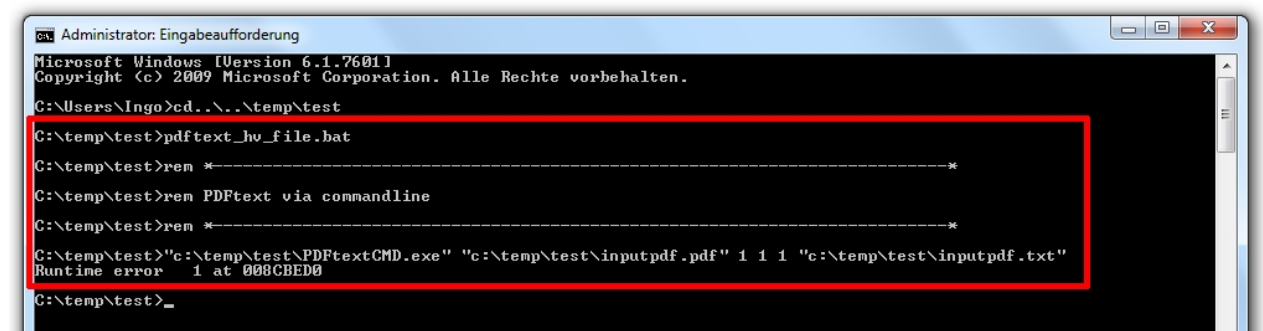 Administrator: Eingabeaufforderung
Microsoft Windows [Version 6.1.7601]
Copyright (c) 2009 Microsoft Corporation. Alle Rechte vorbehalten.
C:\Users\Ingo>cd..\..\temp\test
C:\temp\test>pdftext_hv_file.bat
C:\temp\test>rem *-------------------------------------------------------------------*
C:\temp\test>rem PDFtext via commandline
C:\temp\test>rem *-------------------------------------------------------------------*
C:\temp\test>"c:\temp\test\PDFtextCMD.exe" "c:\temp\test\inputpdf.pdf" 1 1 1 "c:\temp\test\inputpdf.txt"
Runtime error   1 at 008CBED0
C:\temp\test>_